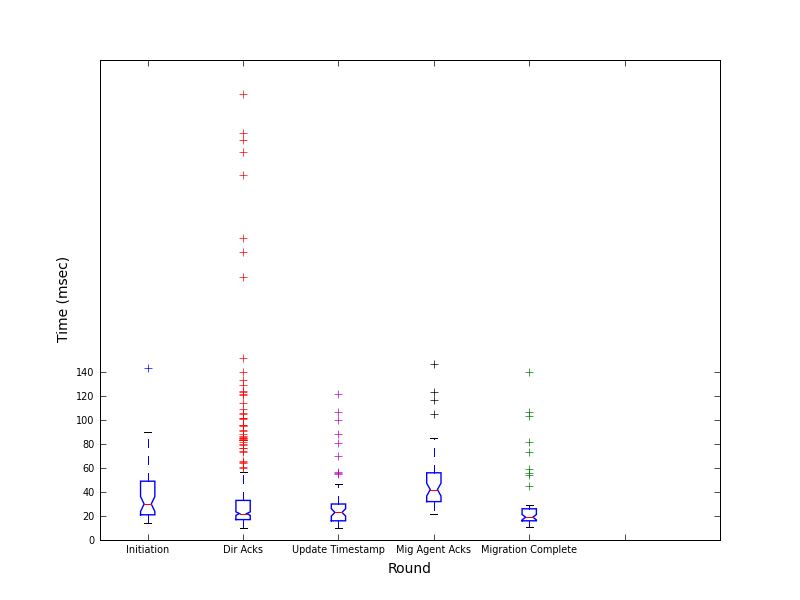 Time (msec)
140
120
100
80
60
40
20
0
Initiation Dir Acks Update Timestamp Mig Agent Acks Migration Complete
Round